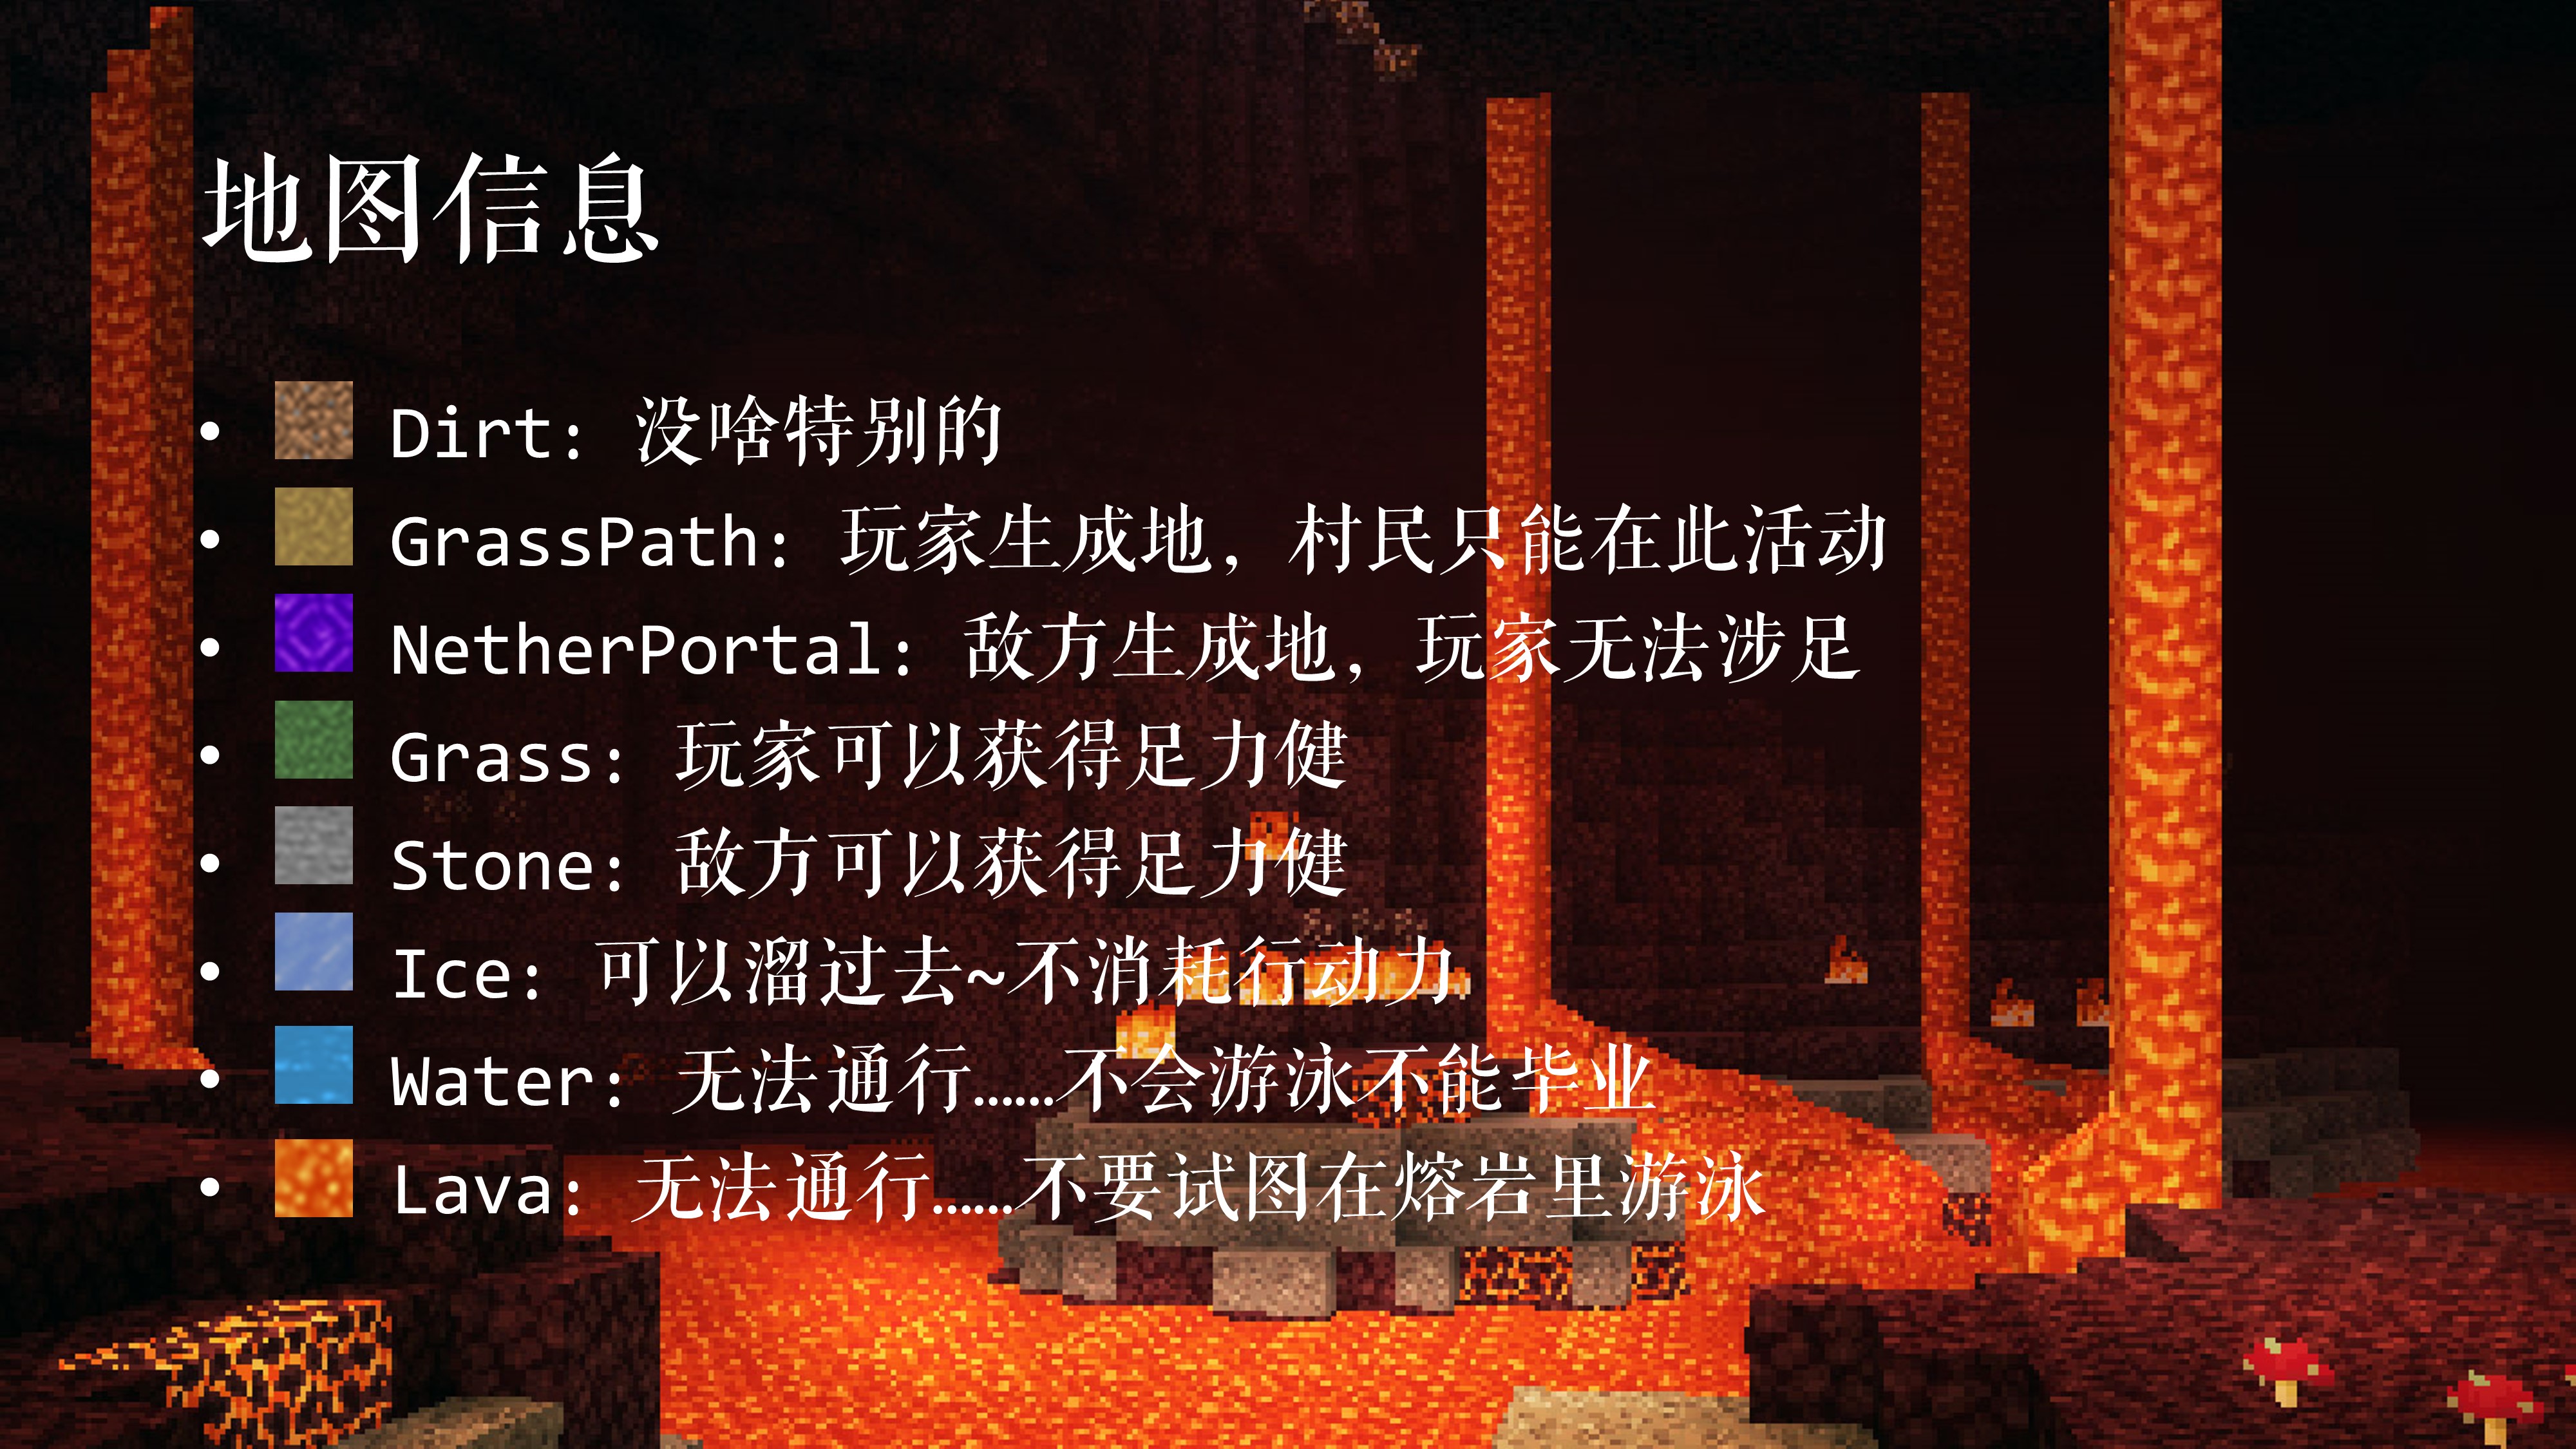 地图信息
• Dirt: 没啥特别的
• GrassPath: 玩家生成地，村民只能在此活动
• NetherPortal: 敌方生成地，玩家无法涉足
• Grass: 玩家可以获得足力健
• Stone: 敌方可以获得足力健
• Ice: 可以溜过去~不消耗行动力
• Water: 无法通行……不会游泳不能毕业
• Lava: 无法通行……不要试图在熔岩里游泳